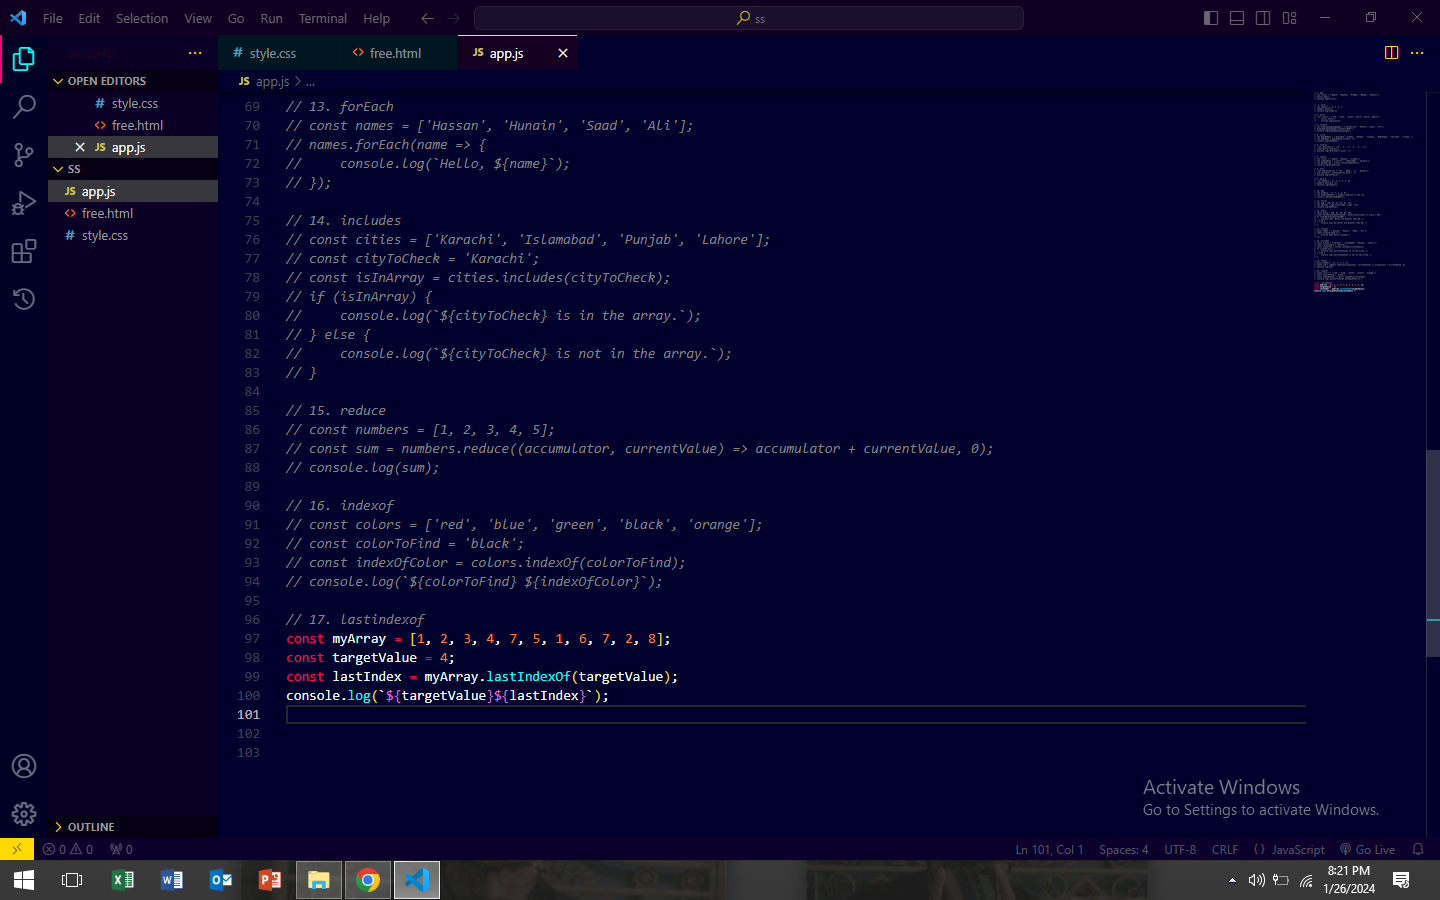 File Edit Selection View Go Run Terminal Help
ss
EXPLORER
# style.css
<> free.html
JS app.js
OPEN EDITORS
# style.css
<> free.html
JS app.js
SS
JS app.js
<> free.html
# style.css
OUTLINE
JS app.js > ...
69 // 13. forEach
70 // const names = ['Hassan', 'Hunain', 'Saad', 'Ali'];
71 // names.forEach(name => {
72 //     console.log(`Hello, ${name}`);
73 // });
74
75 // 14. includes
76 // const cities = ['Karachi', 'Islamabad', 'Punjab', 'Lahore'];
77 // const cityToCheck = 'Karachi';
78 // const isInArray = cities.includes(cityToCheck);
79 // if (isInArray) {
80 //     console.log(`${cityToCheck} is in the array.`);
81 // } else {
82 //     console.log(`${cityToCheck} is not in the array.`);
83 // }
84
85 // 15. reduce
86 // const numbers = [1, 2, 3, 4, 5];
87 // const sum = numbers.reduce((accumulator, currentValue) => accumulator + currentValue, 0);
88 // console.log(sum);
89
90 // 16. indexof
91 // const colors = ['red', 'blue', 'green', 'black', 'orange'];
92 // const colorToFind = 'black';
93 // const indexOfColor = colors.indexOf(colorToFind);
94 // console.log(`${colorToFind} ${indexOfColor}`);
95
96 // 17. lastindexof
97 const myArray = [1, 2, 3, 4, 7, 5, 1, 6, 7, 2, 8];
98 const targetValue = 4;
99 const lastIndex = myArray.lastIndexOf(targetValue);
100 console.log(`${targetValue}${lastIndex}`);
101
102
103
Activate Windows
Go to Settings to activate Windows.
0 0 0
Ln 101, Col 1 Spaces: 4 UTF-8 CRLF {} JavaScript Go Live
8:21 PM
1/26/2024